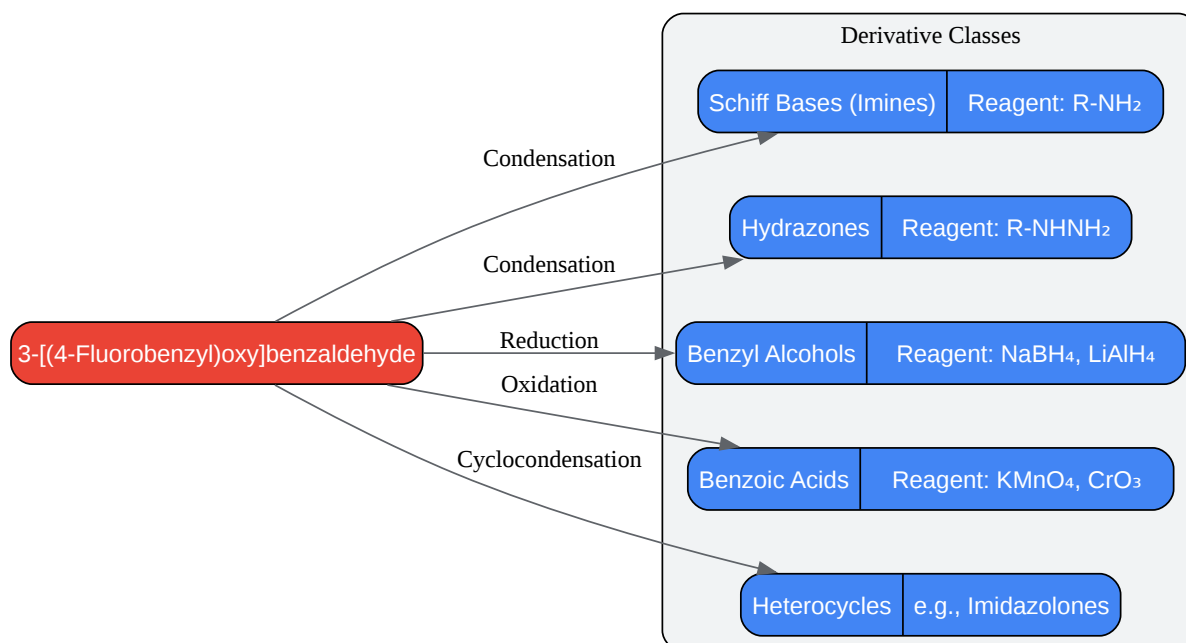 Derivative Classes
Schiff Bases (Imines) Reagent: R-NH₂
Condensation
Hydrazones Reagent: R-NHNH₂
Condensation
3-[(4-Fluorobenzyl)oxy]benzaldehyde
Reduction
Benzyl Alcohols Reagent: NaBH₄, LiAlH₄
Oxidation
Benzoic Acids Reagent: KMnO₄, CrO₃
Cyclocondensation
Heterocycles e.g., Imidazolones